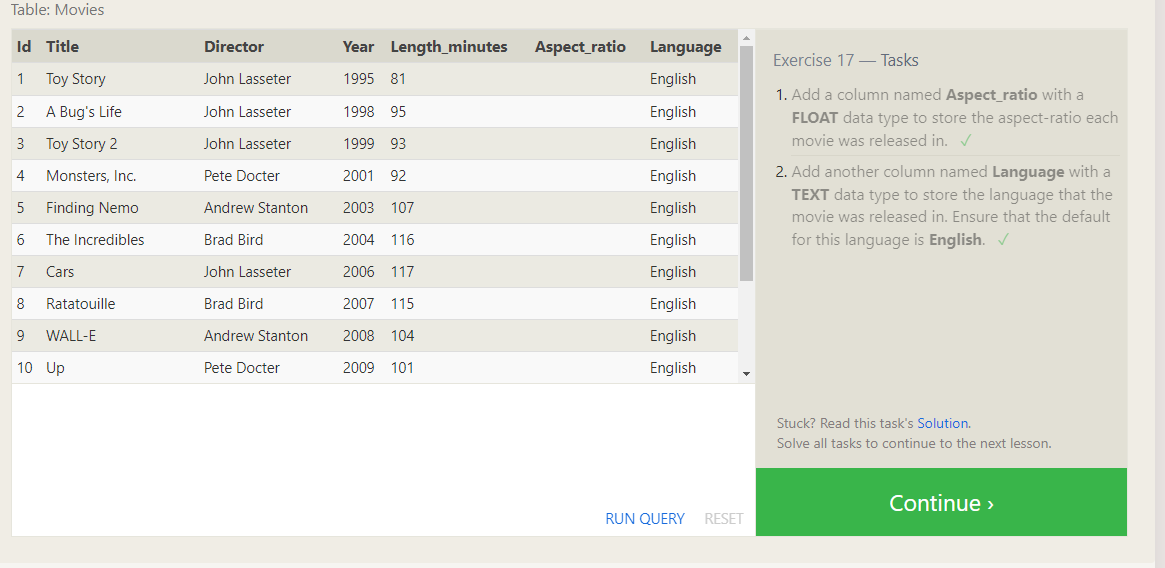 Table: Movies
Id Title Director Year Length_minutes Aspect_ratio Language
1 Toy Story John Lasseter 1995 81 English
2 A Bug's Life John Lasseter 1998 95 English
3 Toy Story 2 John Lasseter 1999 93 English
4 Monsters, Inc. Pete Docter 2001 92 English
5 Finding Nemo Andrew Stanton 2003 107 English
6 The Incredibles Brad Bird 2004 116 English
7 Cars John Lasseter 2006 117 English
8 Ratatouille Brad Bird 2007 115 English
9 WALL-E Andrew Stanton 2008 104 English
10 Up Pete Docter 2009 101 English
RUN QUERY RESET
Exercise 17 — Tasks
1. Add a column named Aspect_ratio with a
FLOAT data type to store the aspect-ratio each
movie was released in. ✓
2. Add another column named Language with a
TEXT data type to store the language that the
movie was released in. Ensure that the default
for this language is English. ✓
Stuck? Read this task's Solution.
Solve all tasks to continue to the next lesson.
Continue ›